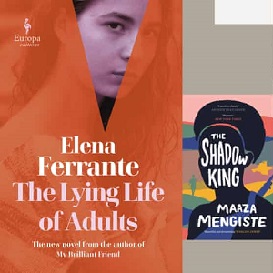 Europa
editions
Elena
Ferrante
The Lying Life
of Adults
The new novel from the author of
My Brilliant Friend
THE
SHADOW
KING
MAAZA
MENGISTE